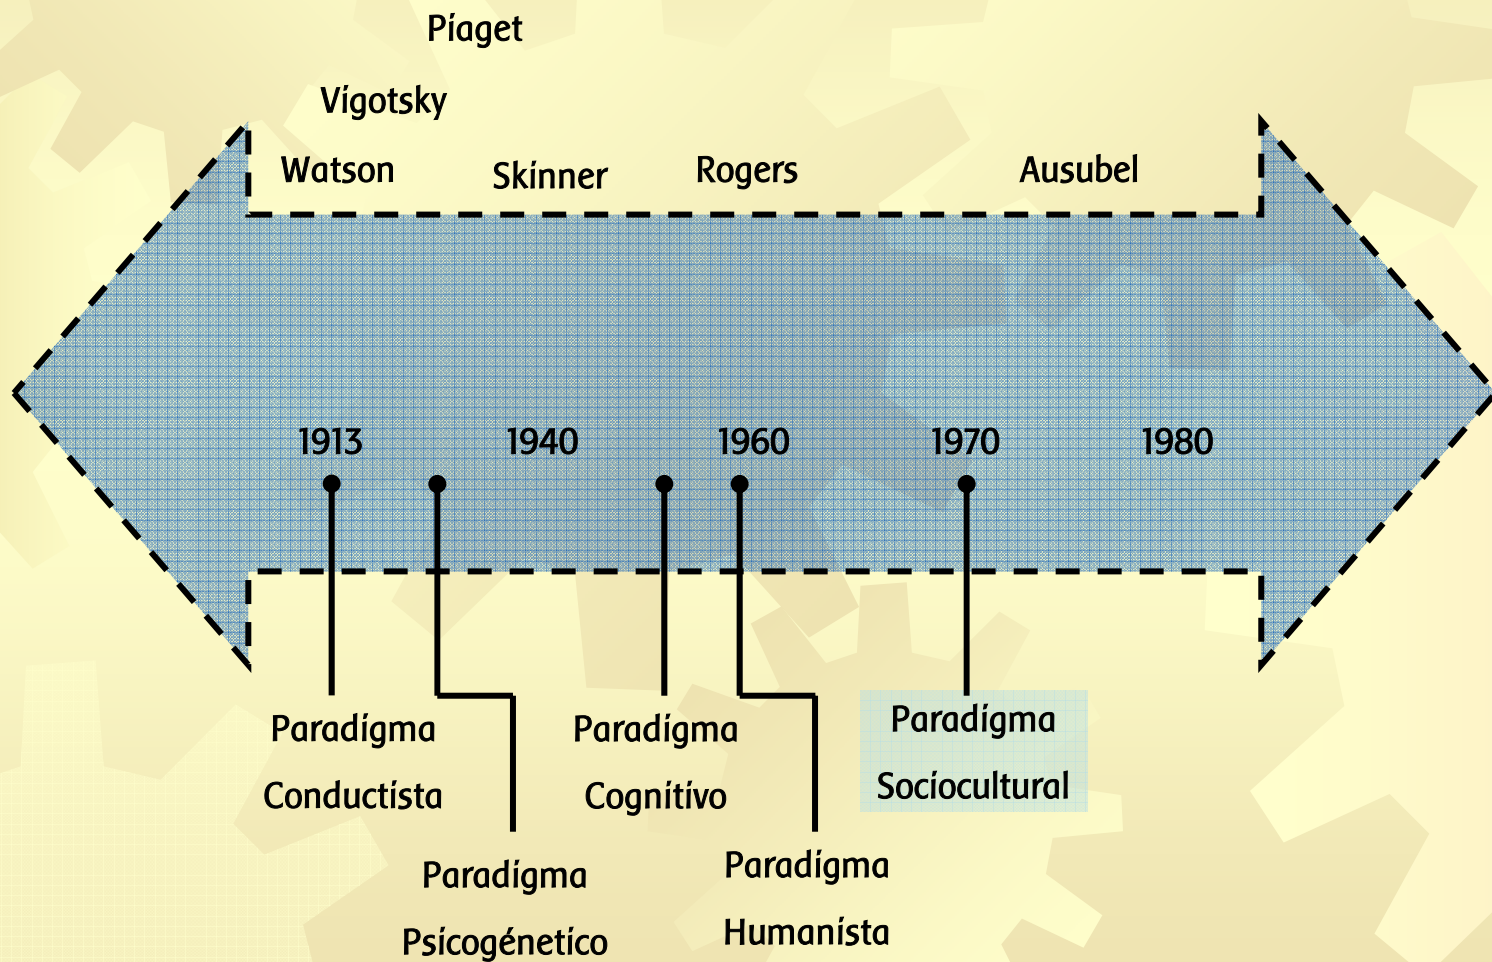 Piaget
Vigotsky
Watson
Skinner
Rogers
Ausubel
1913
1940
1960
1970
1980
Paradigma
Conductista
Paradigma
Psicogénetico
Paradigma
Cognitivo
Paradigma
Humanista
Paradigma
Sociocultural